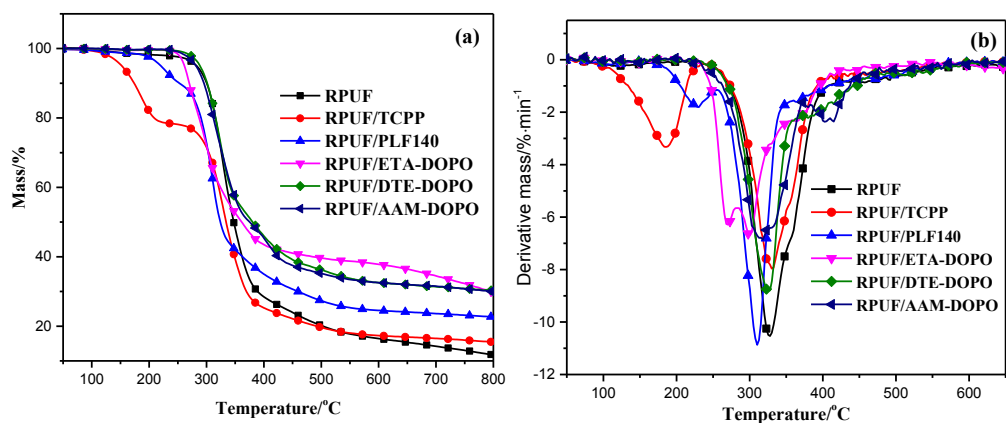 (a)
100
80
60
40
20
Mass/%
RPUF
RPUF/TCPP
RPUF/PLF140
RPUF/ETA-DOPO
RPUF/DTE-DOPO
RPUF/AAM-DOPO
100 200 300 400 500 600 700 800
Temperature/°C
(b)
0
-2
-4
-6
-8
-10
-12
Derivative mass/%·min⁻¹
RPUF
RPUF/TCPP
RPUF/PLF140
RPUF/ETA-DOPO
RPUF/DTE-DOPO
RPUF/AAM-DOPO
100 200 300 400 500 600
Temperature/°C